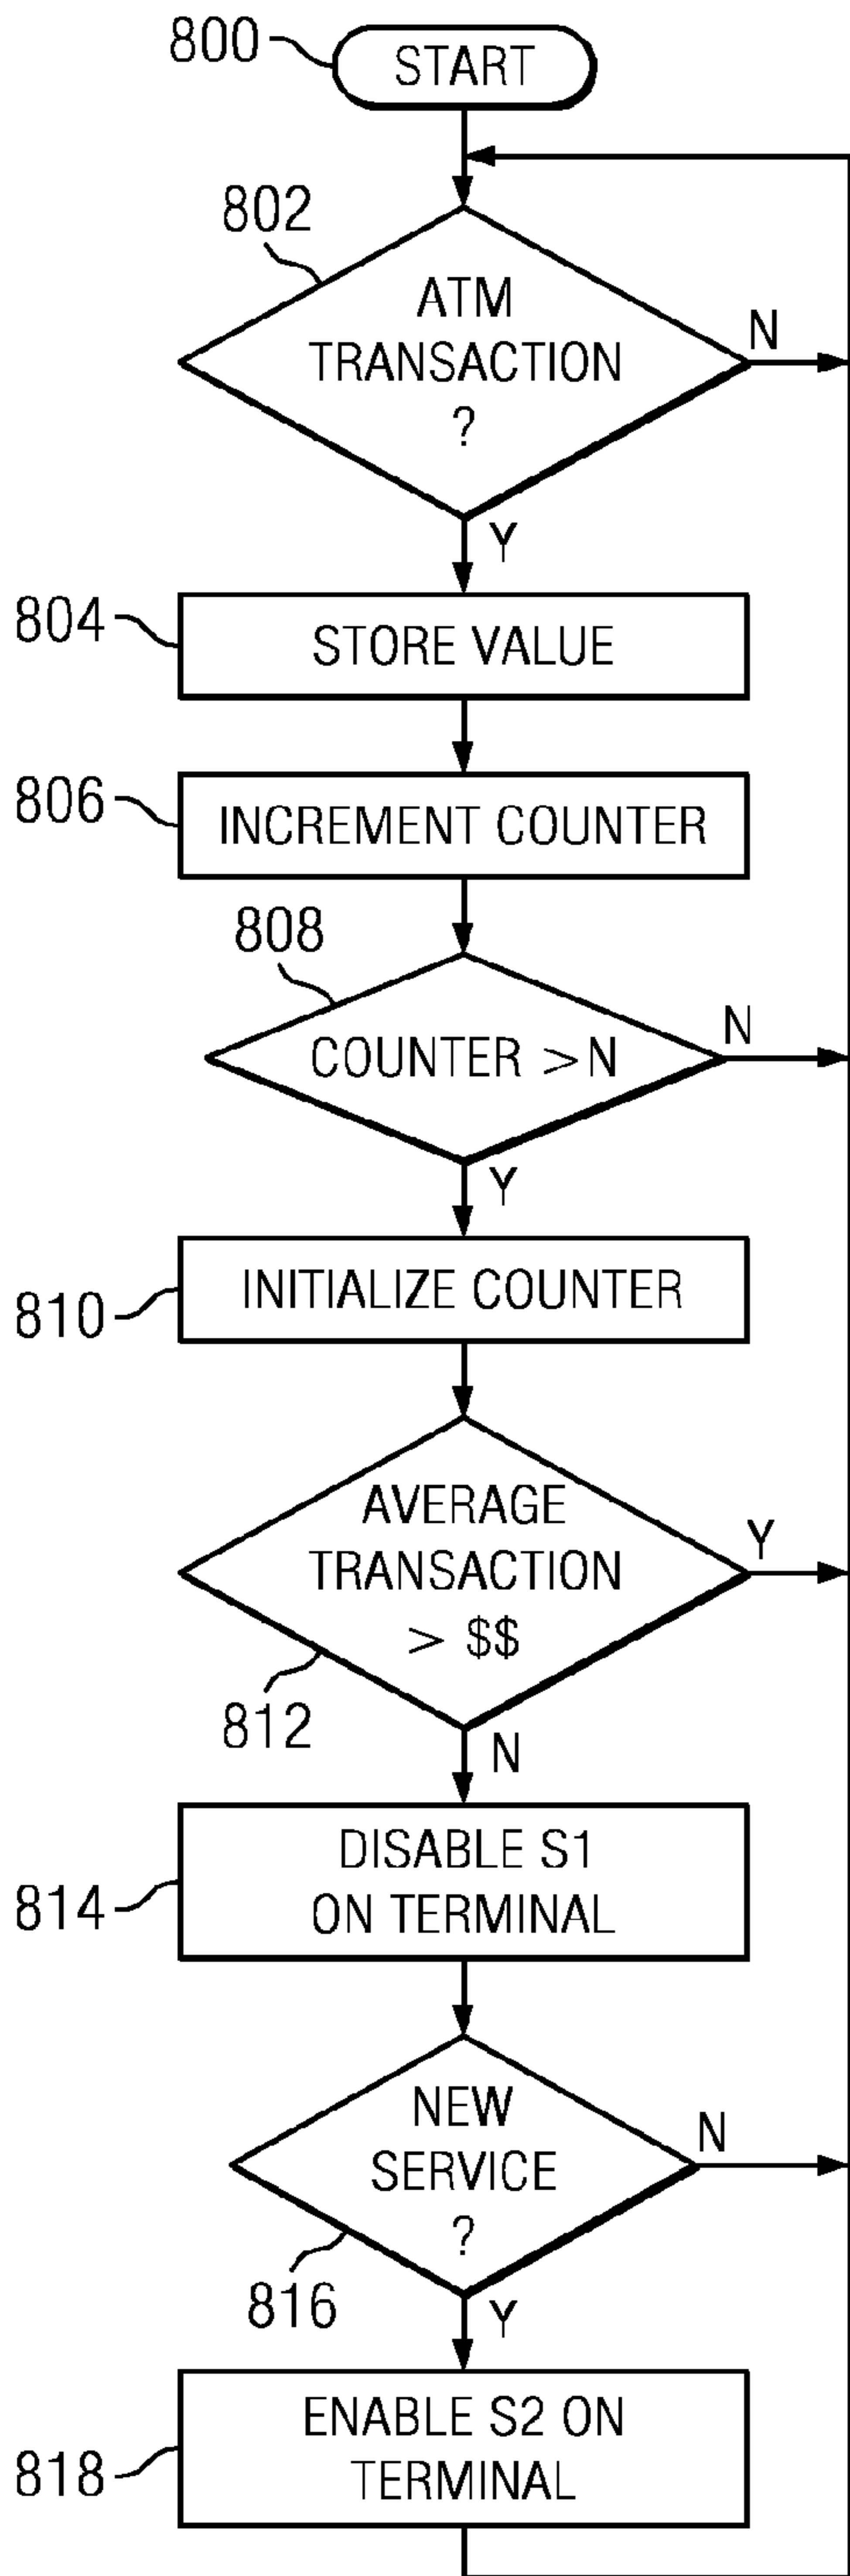 800
START
802
ATM
TRANSACTION
?
N
Y
804
STORE VALUE
806
INCREMENT COUNTER
808
COUNTER >N
N
Y
810
INITIALIZE COUNTER
AVERAGE
TRANSACTION
> $$
Y
812
N
814
DISABLE S1
ON TERMINAL
NEW
SERVICE
?
N
816
Y
818
ENABLE S2 ON
TERMINAL